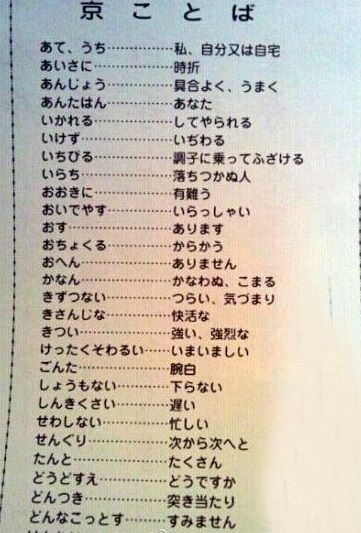 京ことば
あて、うち……………私、自分又は自宅
あいさに……………時折
あんじょう……………具合よく、うまく
あんたはん……………あなた
いかれる……………してやられる
いけず……………いぢわる
いちびる……………調子に乗ってふざける
いらち……………落ちつかぬ人
おおきに……………有難う
おいでやす……………いらっしゃい
おす……………あります
おちょくる……………からかう
おへん……………ありません
かなん……………かなわぬ、こまる
きずつない……………つらい、気づまり
きさんじな……………快活な
きつい……………強い、強烈な
けったくそわるい……いまいましい
ごんた……………腕白
しょうもない……………下らない
しんきくさい……………遅い
せわしない……………忙しい
せんぐり……………次から次へと
たんと……………たくさん
どうどすえ……………どうですか
どんつき……………突き当たり
どんなこっとす…………すみません